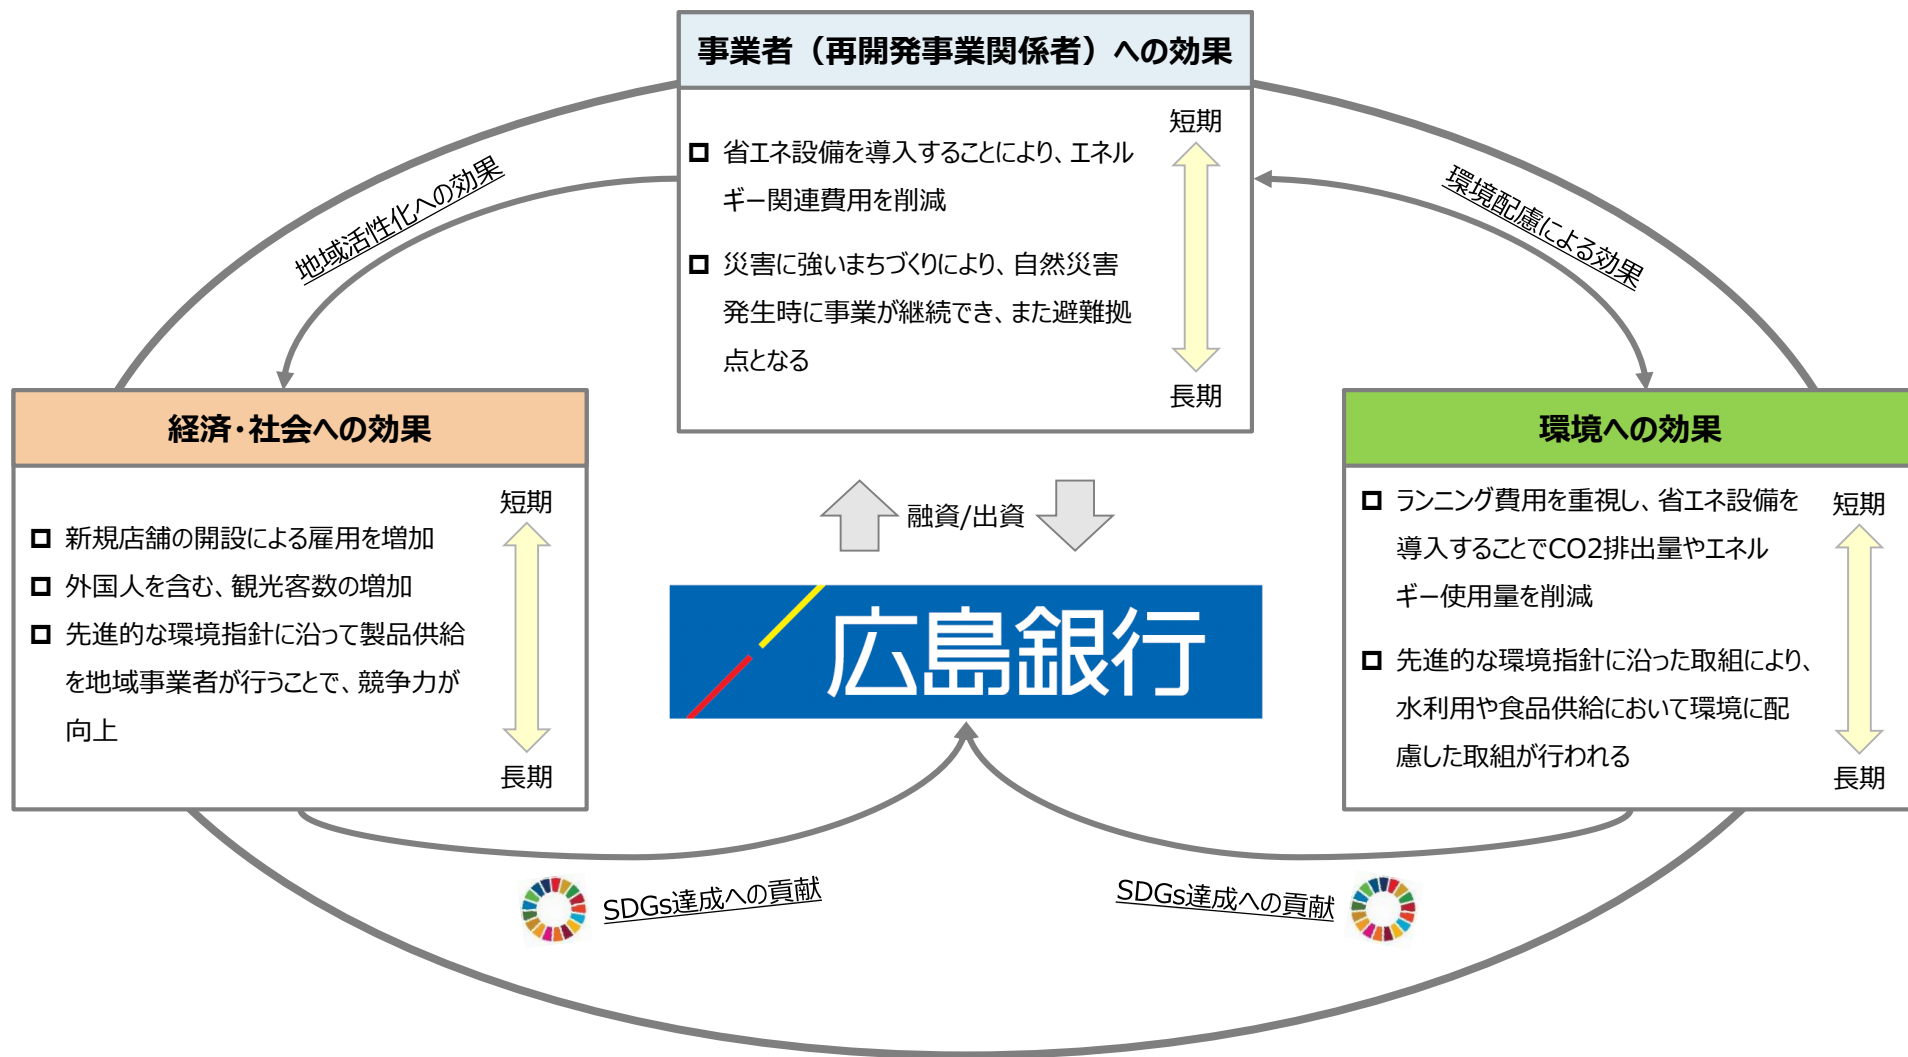 事業者（再開発事業関係者）への効果
短期
省エネ設備を導入することにより、エネル
ギー関連費用を削減
災害に強いまちづくりにより、自然災害
発生時に事業が継続でき、また避難拠
点となる
長期
地域活性化への効果
環境配慮による効果
経済･社会への効果
短期
新規店舗の開設による雇用を増加
外国人を含む、観光客数の増加
先進的な環境指針に沿って製品供給
を地域事業者が行うことで、競争力が
向上
長期
融資/出資
広島銀行
環境への効果
ランニング費用を重視し、省エネ設備を
導入することでCO2排出量やエネル
ギー使用量を削減
先進的な環境指針に沿った取組により、
水利用や食品供給において環境に配
慮した取組が行われる
短期
長期
SDGs達成への貢献
SDGs達成への貢献